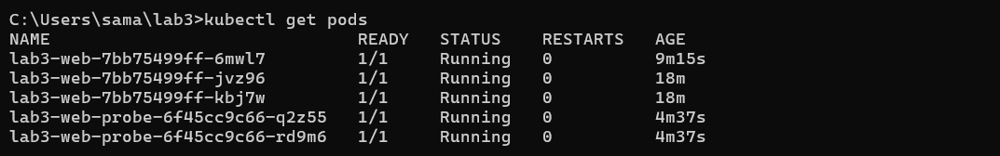 C:\Users\sama\lab3>kubectl get pods
NAME READY STATUS RESTARTS AGE
lab3-web-7bb75499ff-6mwl7 1/1 Running 0 9m15s
lab3-web-7bb75499ff-jvz96 1/1 Running 0 18m
lab3-web-7bb75499ff-kbj7w 1/1 Running 0 18m
lab3-web-probe-6f45cc9c66-q2z55 1/1 Running 0 4m37s
lab3-web-probe-6f45cc9c66-rd9m6 1/1 Running 0 4m37s